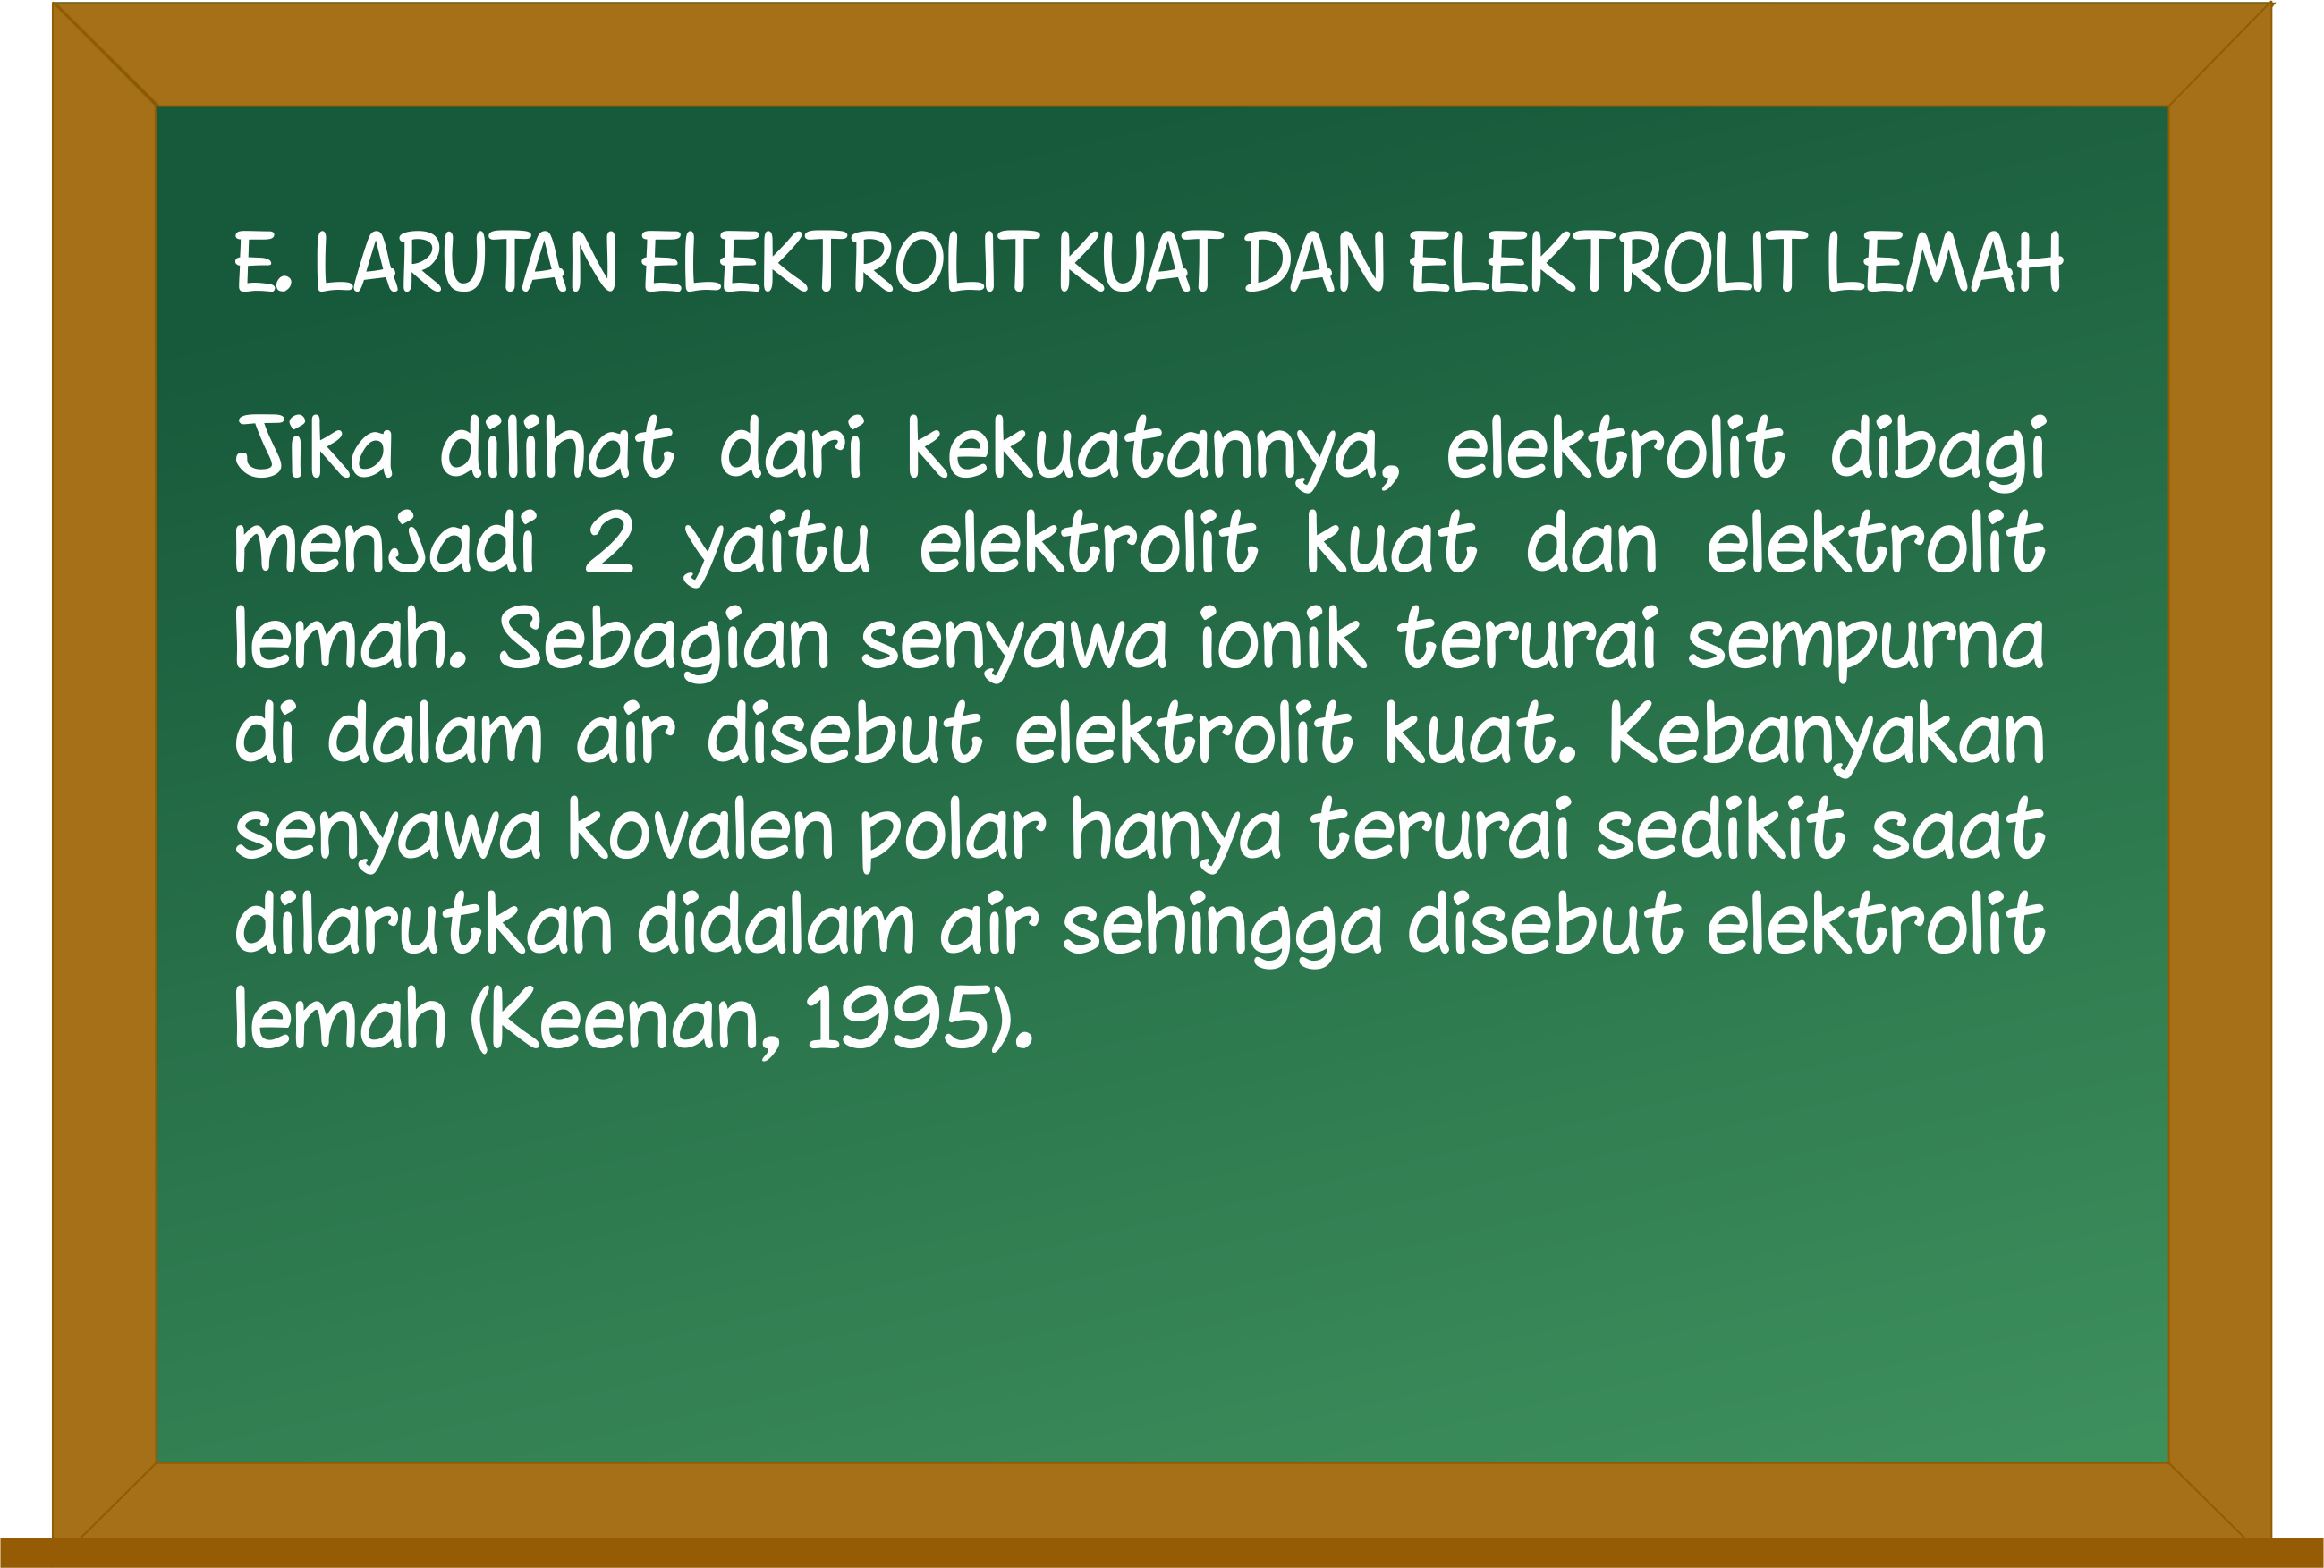 E. LARUTAN ELEKTROLIT KUAT DAN ELEKTROLIT LEMAH
Jika dilihat dari kekuatannya, elektrolit dibagi
menjadi 2 yaitu elektrolit kuat dan elektrolit
lemah. Sebagian senyawa ionik terurai sempurna
di dalam air disebut elektrolit kuat. Kebanyakan
senyawa kovalen polar hanya terurai sedikit saat
dilaurtkan didalam air sehingga disebut elektrolit
lemah (Keenan, 1995).